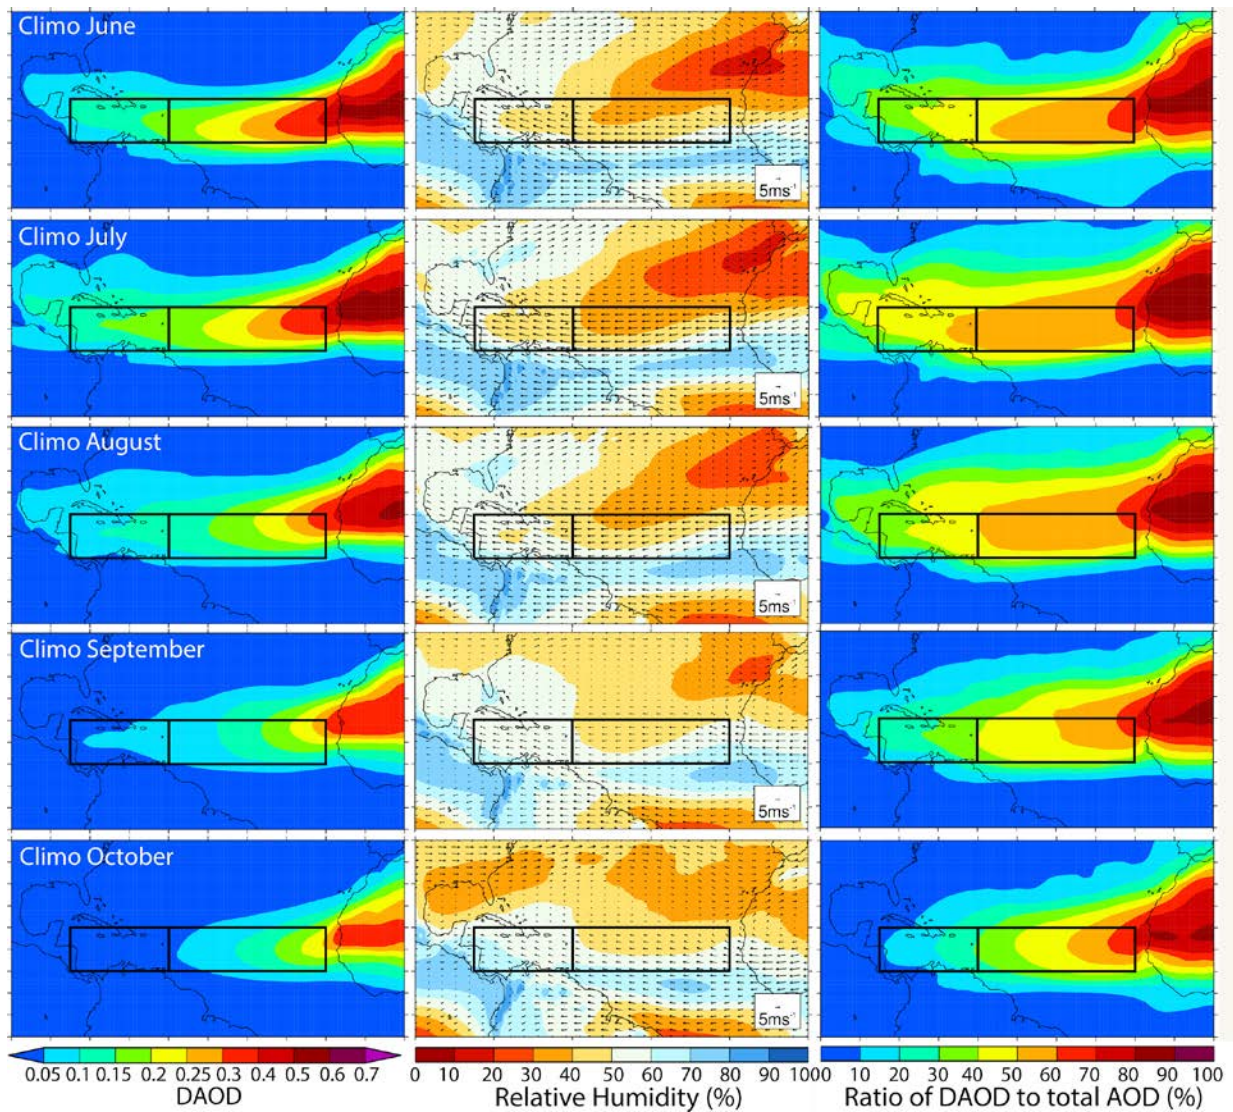 Climo June
5ms⁻¹
Climo July
5ms⁻¹
Climo August
5ms⁻¹
Climo September
5ms⁻¹
Climo October
5ms⁻¹
0.05 0.1 0.15 0.2 0.25 0.3 0.4 0.5 0.6 0.7
DAOD
0 10 20 30 40 50 60 70 80 90 100
Relative Humidity (%)
0 10 20 30 40 50 60 70 80 90 100
Ratio of DAOD to total AOD (%)